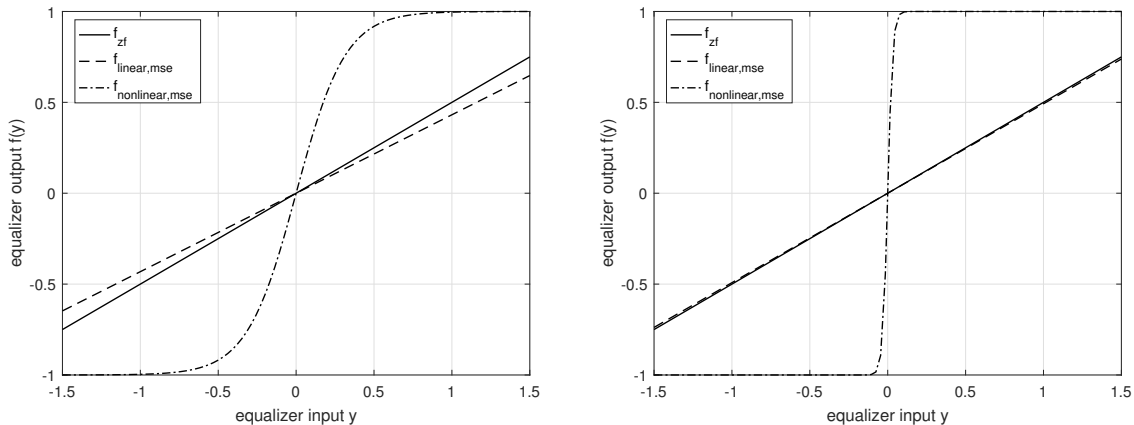 1
0.5
0
-0.5
-1
-1.5 -1 -0.5 0 0.5 1 1.5
equalizer input y
equalizer output f(y)
f_zf
f_linear,mse
f_nonlinear,mse
1
0.5
0
-0.5
-1
-1.5 -1 -0.5 0 0.5 1 1.5
equalizer input y
equalizer output f(y)
f_zf
f_linear,mse
f_nonlinear,mse